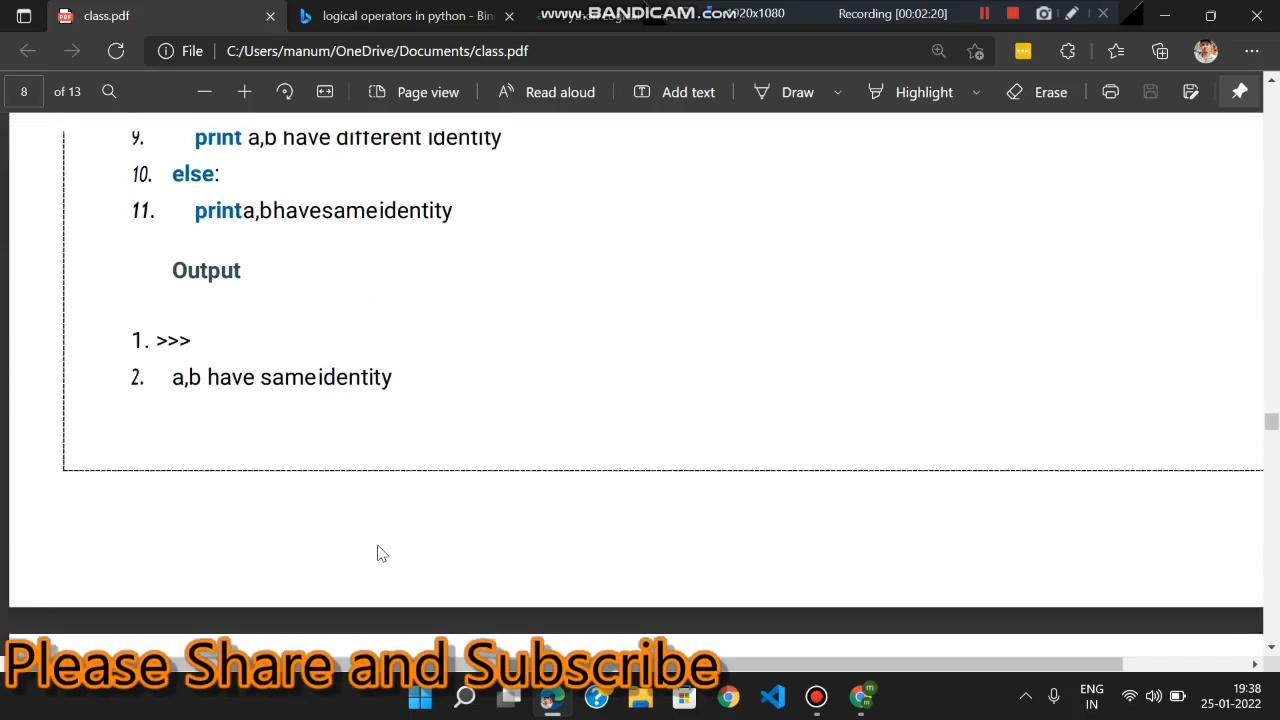 class.pdf
logical operators in python - Bin
www.BANDICAM.com
1020x1080
Recording [00:02:20]
File
C:/Users/manum/OneDrive/Documents/class.pdf
8 of 13
Page view
Read aloud
Add text
Draw
Highlight
Erase
9. print a,b have different identity
10. else:
11. printa,bhavesameidentity
Output
1. >>>
2. a,b have sameidentity
Please Share and Subscribe
ENG
IN
19:38
25-01-2022